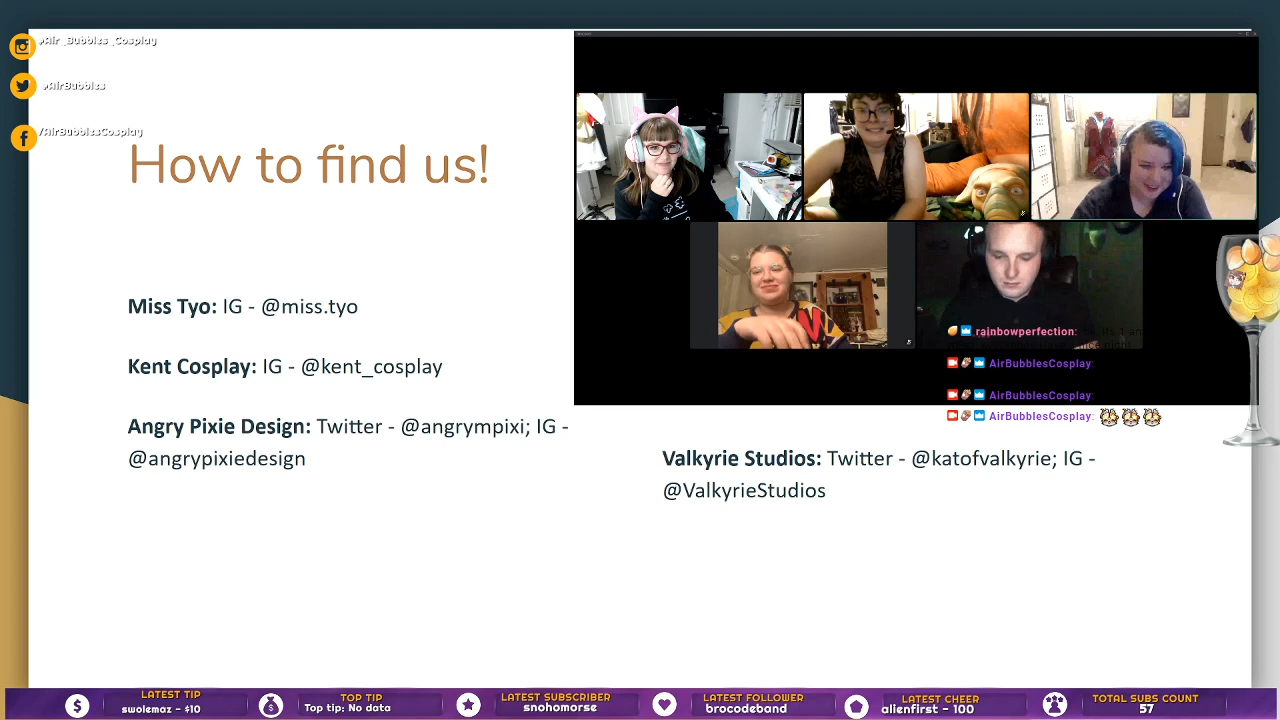 @Air_Bubbles_Cosplay
@AirBubbles
/AirBubblesCosplay
How to find us!
Miss Tyo: IG - @miss.tyo
Kent Cosplay: IG - @kent_cosplay
Angry Pixie Design: Twitter - @angrympixi; IG -
@angrypixiedesign
rainbowperfection:
AirBubblesCosplay:
AirBubblesCosplay:
AirBubblesCosplay:
Valkyrie Studios: Twitter - @katofvalkyrie; IG -
@ValkyrieStudios
LATEST TIP
swolemaz - $10
TOP TIP
Top tip: No data
LATEST SUBSCRIBER
snohomorse
LATEST FOLLOWER
brocodeband
LATEST CHEER
alienfirst - 100
TOTAL SUBS COUNT
57